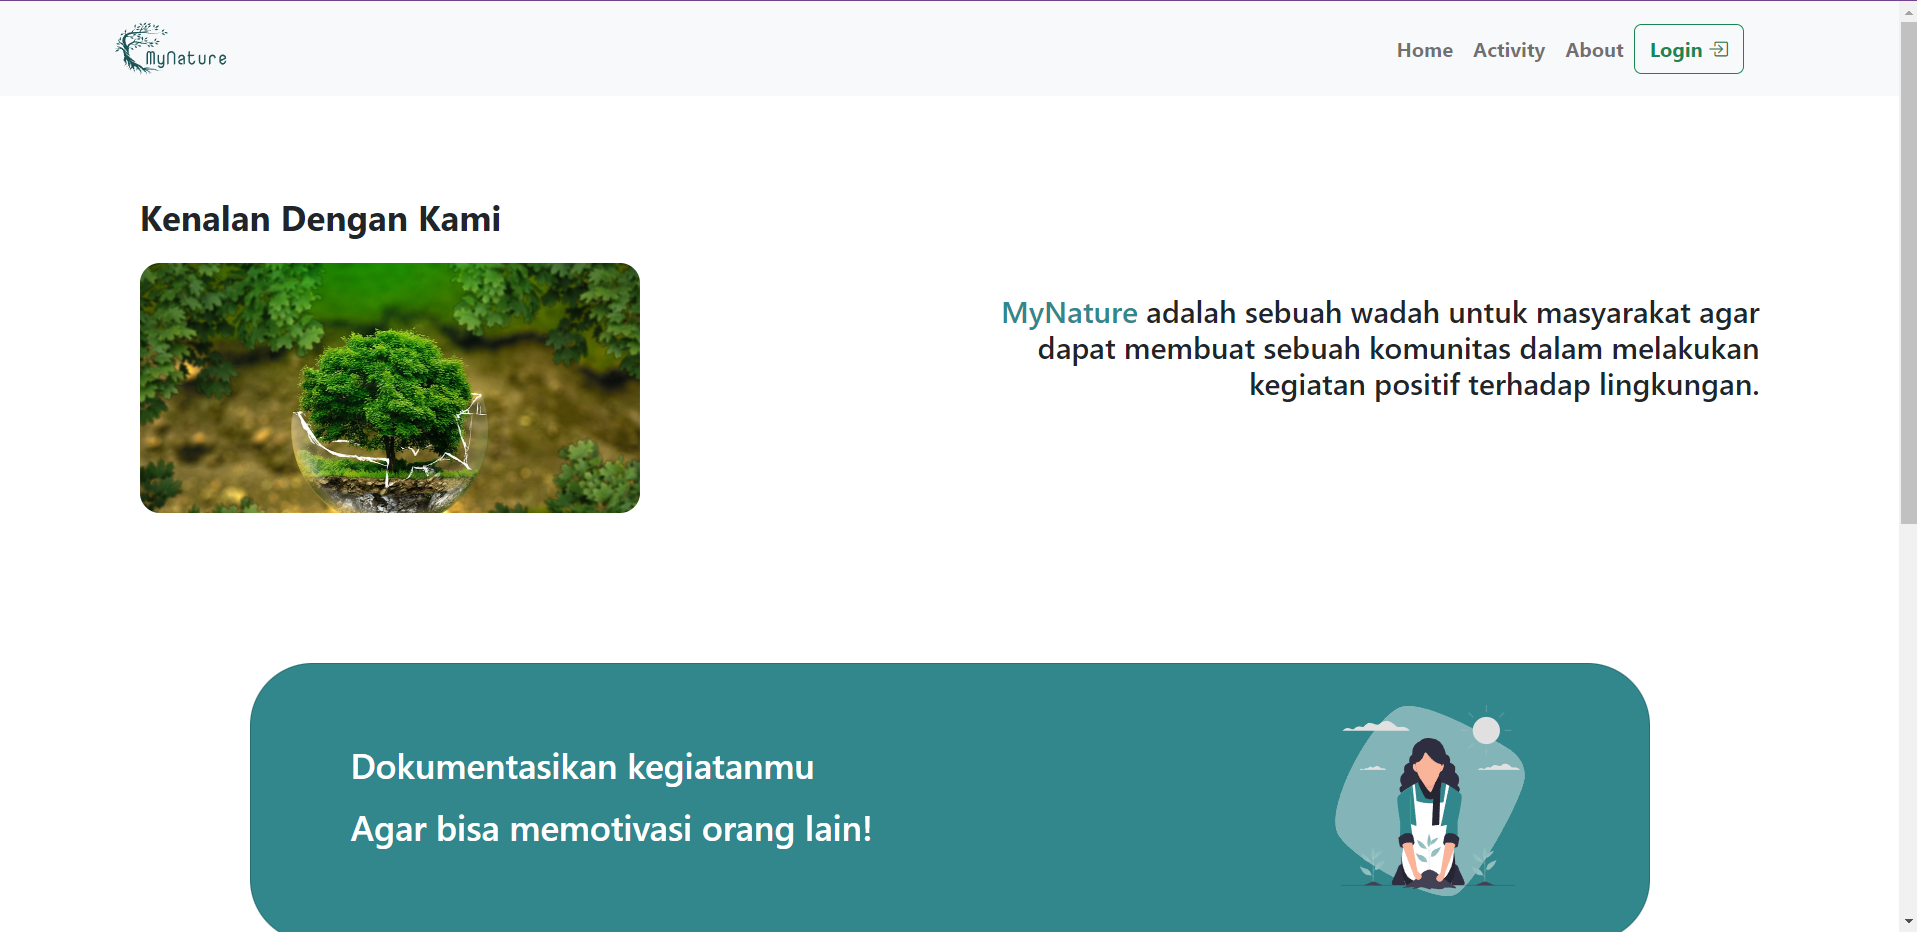 MyNature
Home
Activity
About
Login
Kenalan Dengan Kami
MyNature adalah sebuah wadah untuk masyarakat agar
dapat membuat sebuah komunitas dalam melakukan
kegiatan positif terhadap lingkungan.
Dokumentasikan kegiatanmu
Agar bisa memotivasi orang lain!